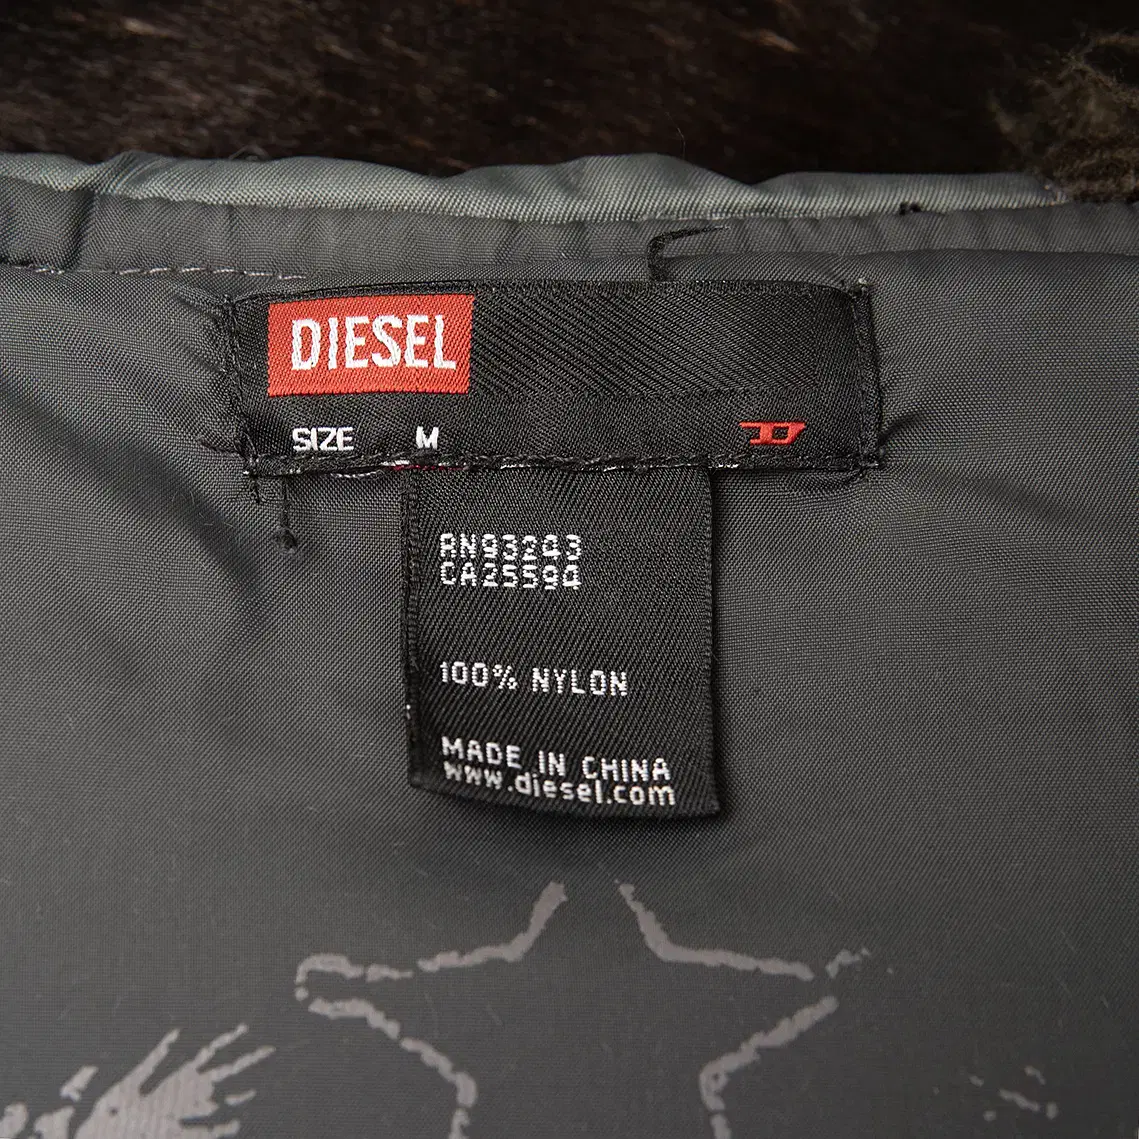 DIESEL
SIZE M
RN93243
CA25594
100% NYLON
MADE IN CHINA
www.diesel.com